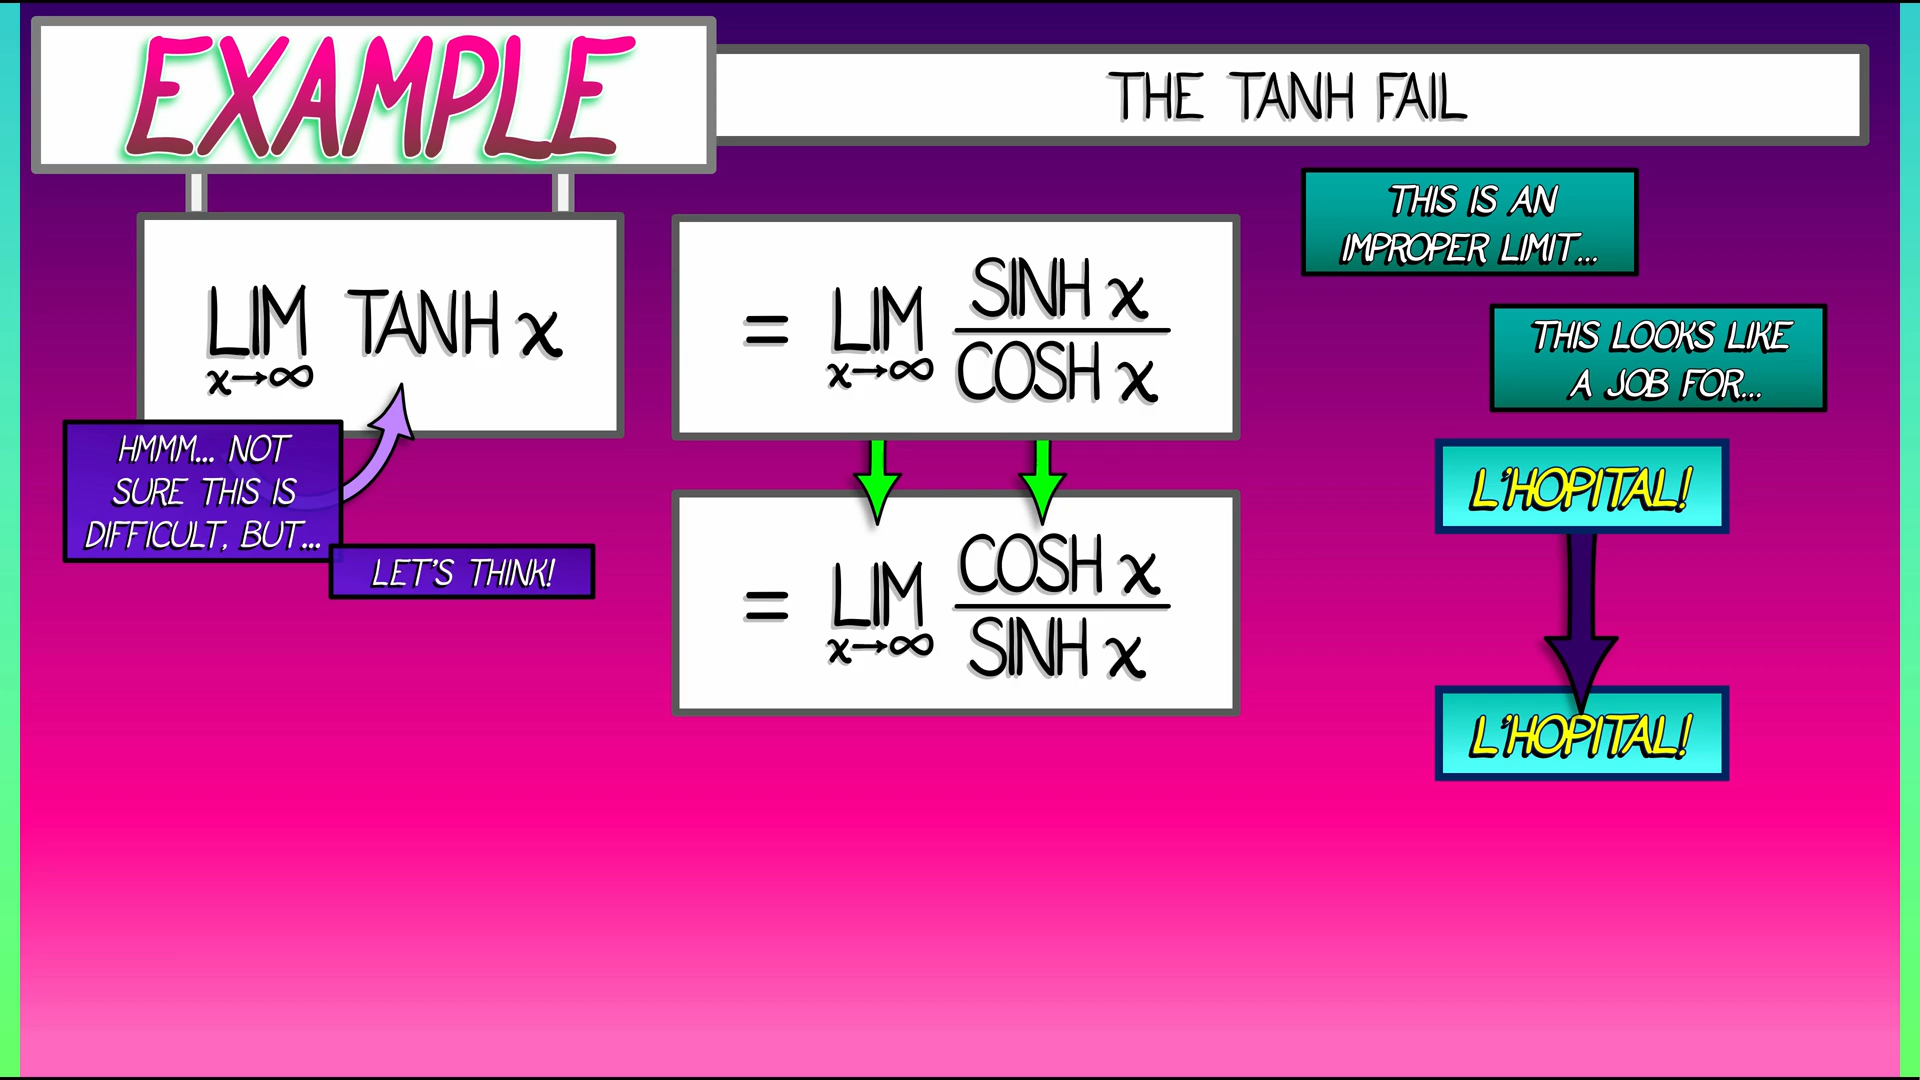 EXAMPLE
THE TANH FAIL
LIM TANH x
x→∞
HMMM... NOT
SURE THIS IS
DIFFICULT, BUT...
LET'S THINK!
SINH x
= LIM
x→∞
COSH x
COSH x
= LIM
x→∞
SINH x
THIS IS AN
IMPROPER LIMIT...
THIS LOOKS LIKE
A JOB FOR...
L'HOPITAL!
L'HOPITAL!